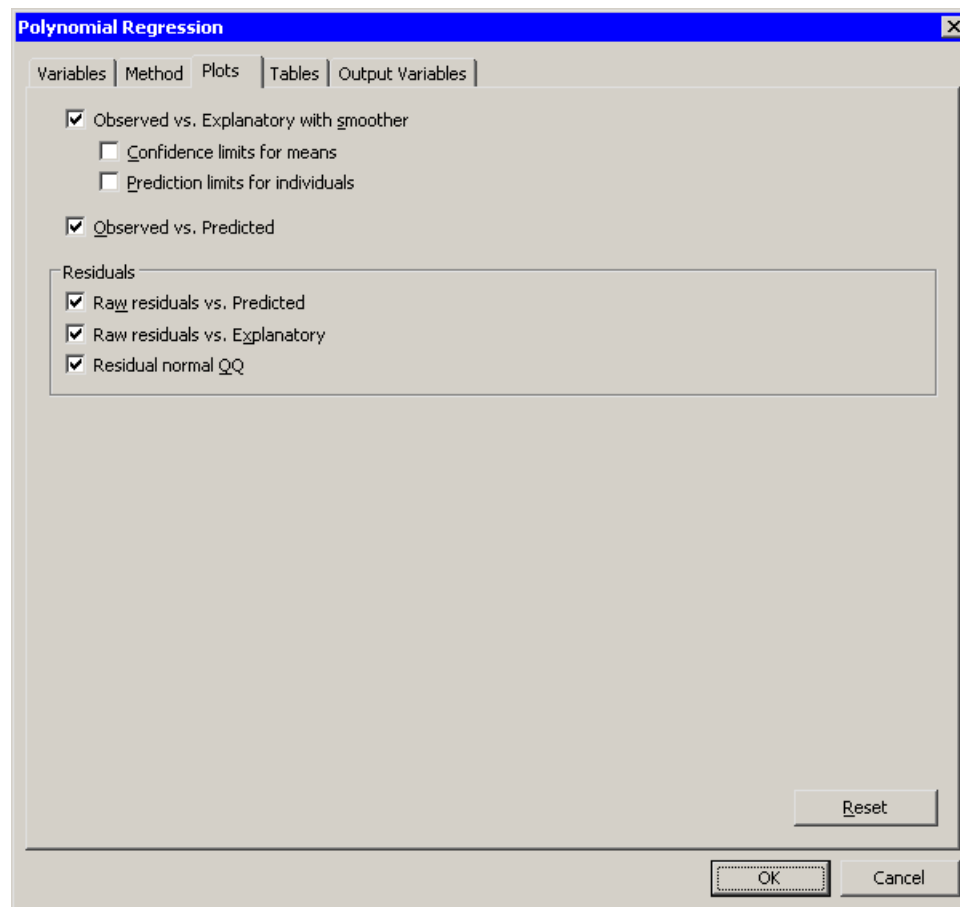 Polynomial Regression
Variables Method Plots Tables Output Variables
Observed vs. Explanatory with smoother
Confidence limits for means
Prediction limits for individuals
Observed vs. Predicted
Residuals
Raw residuals vs. Predicted
Raw residuals vs. Explanatory
Residual normal QQ
Reset
OK Cancel